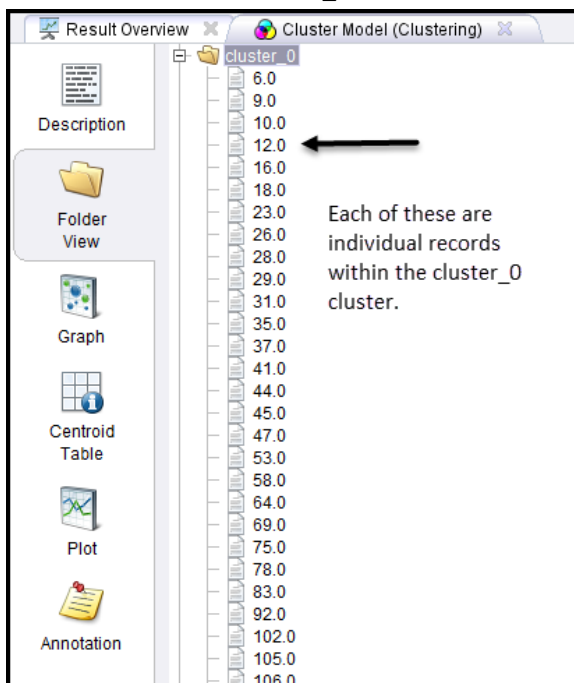 Result Overview
Cluster Model (Clustering)
Description
Folder
View
Graph
Centroid
Table
Plot
Annotation
cluster_0
6.0
9.0
10.0
12.0
16.0
18.0
23.0
26.0
28.0
29.0
31.0
35.0
37.0
41.0
44.0
45.0
47.0
53.0
58.0
64.0
69.0
75.0
78.0
83.0
92.0
102.0
105.0
106.0
Each of these are
individual records
within the cluster_0
cluster.